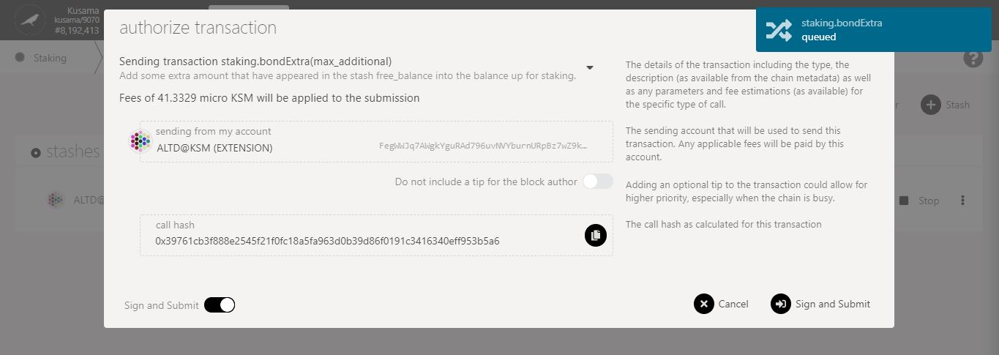 Kusama
kusama/9070
#8,192,413
authorize transaction
staking.bondExtra
queued
Staking
Sending transaction staking.bondExtra(max_additional)
Add some extra amount that have appeared in the stash free_balance into the balance up for staking.
The details of the transaction including the type, the
description (as available from the chain metadata) as well
as any parameters and fee estimations (as available) for
the specific type of call.
?
Fees of 41.3329 micro KSM will be applied to the submission
Stash
sending from my account
ALTD@KSM (EXTENSION)
FegWWJq7AWgkYguRAd796uvNVYburnURpBz7wZ9k…
The sending account that will be used to send this
transaction. Any applicable fees will be paid by this
account.
stashes
Do not include a tip for the block author
Adding an optional tip to the transaction could allow for
higher priority, especially when the chain is busy.
ALTD@
Stop
call hash
0x39761cb3f888e2545f21f0fc18a5fa963d0b39d86f0191c3416340eff953b5a6
The call hash as calculated for this transaction
Sign and Submit
Cancel
Sign and Submit